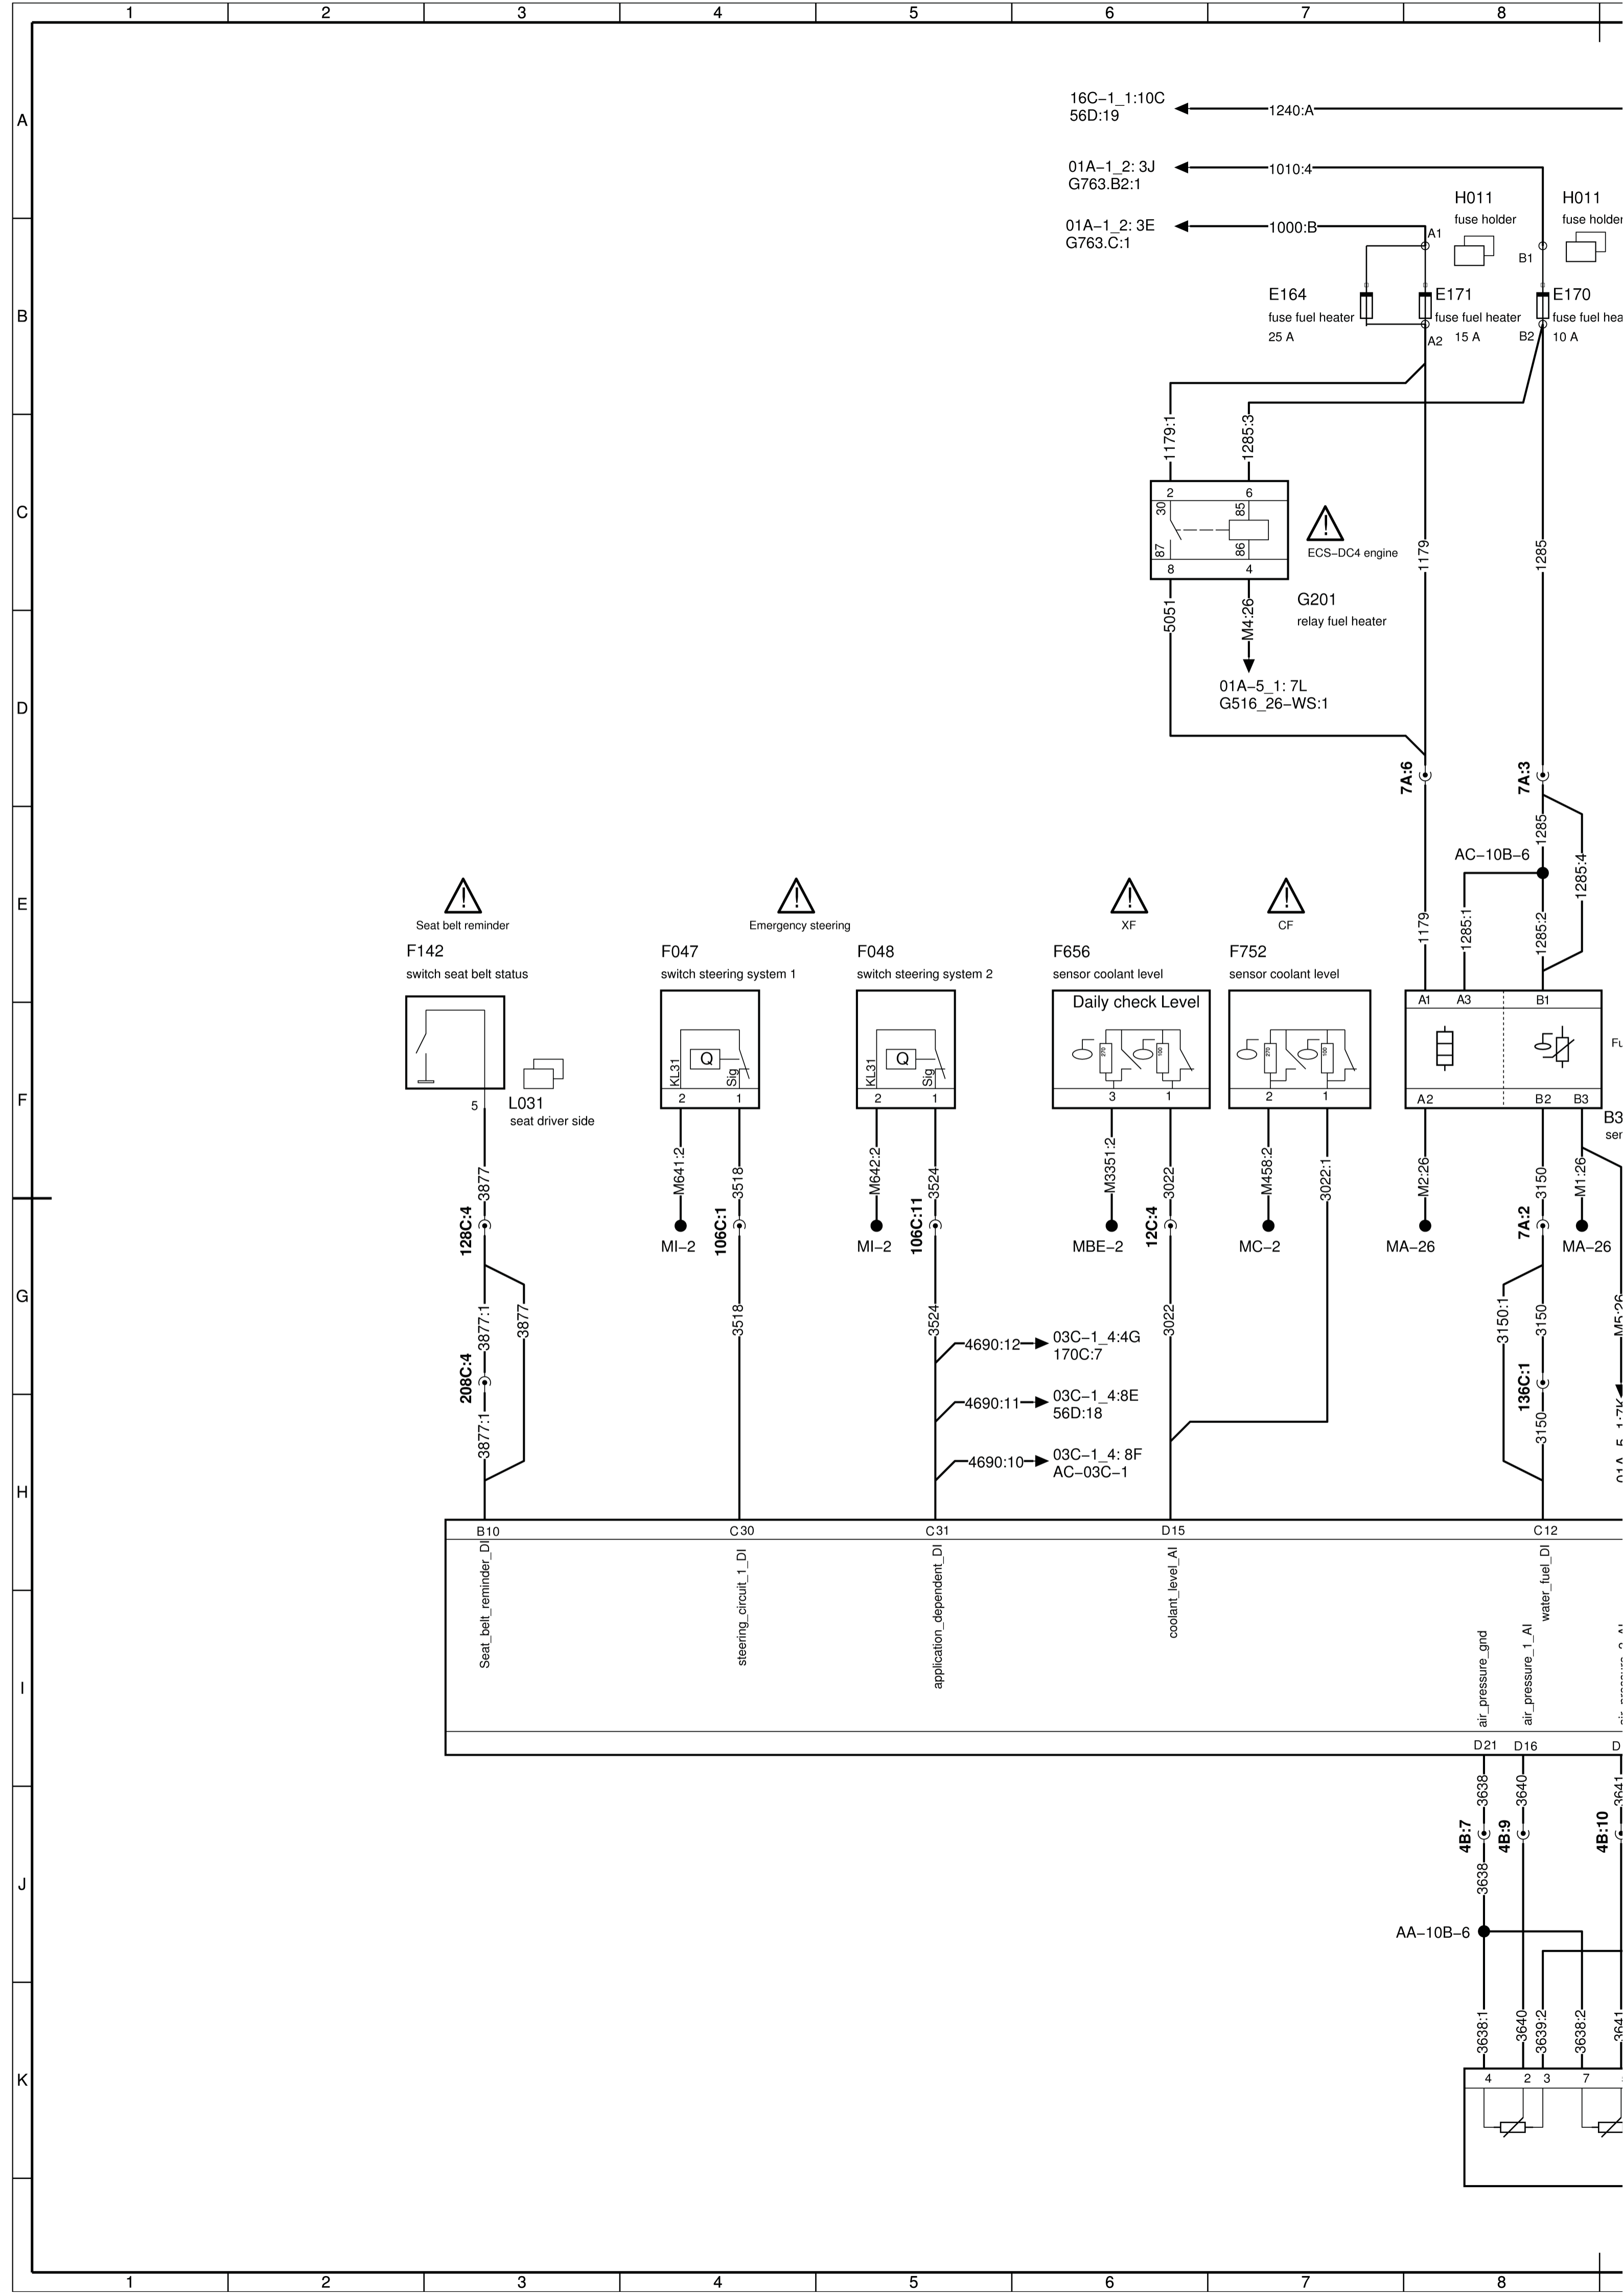 1 2 3 4 5 6 7 8
A
B
C
D
E
F
G
H
I
J
K
16C-1_1:10C
56D:19
1240:A
01A-1_2: 3J
G763.B2:1
1010:4
01A-1_2: 3E
G763.C:1
1000:B
H011
fuse holder
H011
fuse holder
A1
B1
E164
fuse fuel heater
25 A
E171
fuse fuel heater
15 A
A2
E170
10 A
B2
1179:1
1285:3
2 6
30
85
87
86
8 4
ECS-DC4 engine
G201
relay fuel heater
5051
M4:26
01A-5_1: 7L
G516_26-WS:1
1179
1285
7A:6
7A:3
1285
AC-10B-6
1285:4
1179
1285:1
1285:2
Seat belt reminder
F142
switch seat belt status
5
L031
seat driver side
Emergency steering
F047
switch steering system 1
KL31
Q
Sig
2 1
F048
switch steering system 2
KL31
Q
Sig
2 1
XF
F656
sensor coolant level
Daily check Level
270
100
3 1
CF
F752
sensor coolant level
270
100
2 1
A1 A3 B1
A2 B2 B3
3877
M641:2
3518
M642:2
3524
M3351:2
3022
M458:2
3022:1
M2:26
3150
M1:26
128C:4
MI-2
106C:1
MI-2
106C:11
MBE-2
12C:4
MC-2
MA-26
7A:2
MA-26
3877:1
3877
3518
3524
3022
3150:1
3150
M5:26
4690:12
03C-1_4:4G
170C:7
208C:4
136C:1
4690:11
03C-1_4:8E
56D:18
3877:1
3150
4690:10
03C-1_4: 8F
AC-03C-1
B10 C30 C31 D15 C12
Seat_belt_reminder_DI
steering_circuit_1_DI
application_dependent_DI
coolant_level_AI
water_fuel_DI
air_pressure_gnd
air_pressure_1_AI
D21 D16
3638
3640
3641
4B:7
4B:9
4B:10
3638
AA-10B-6
3638:1
3640
3639:2
3638:2
3641
4 2 3 7
1 2 3 4 5 6 7 8